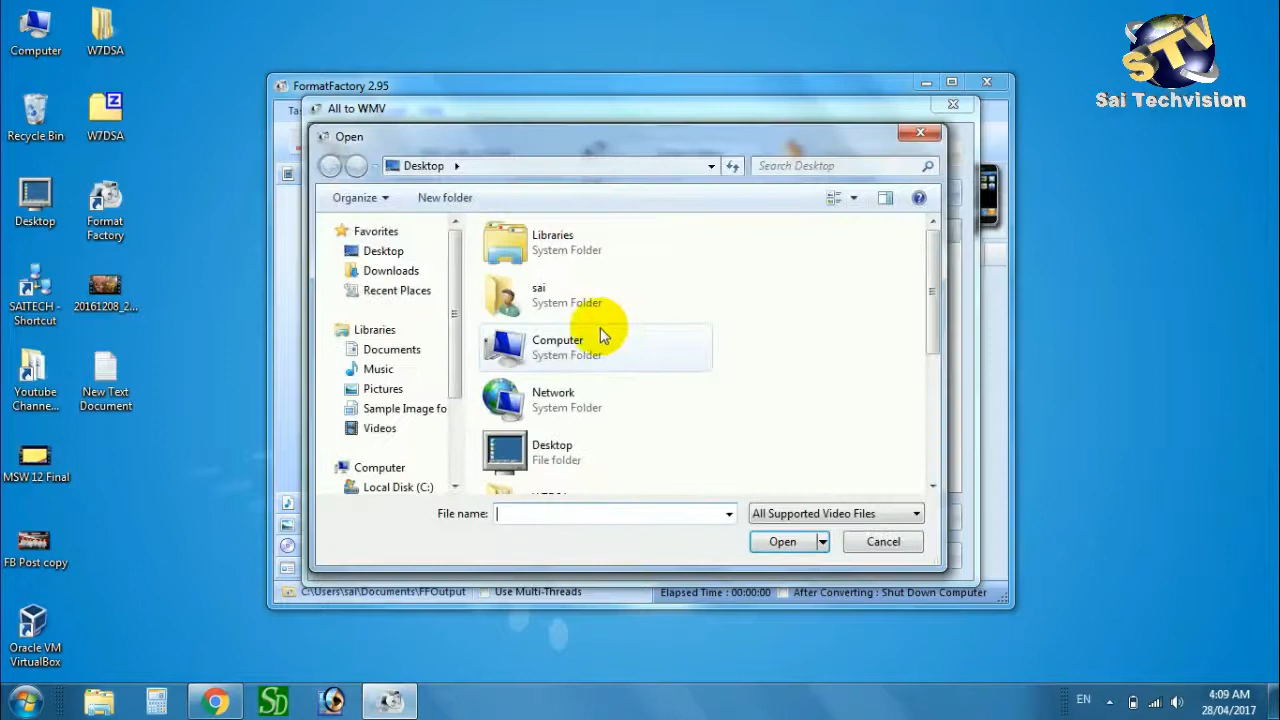 Computer
W7DSA
Recycle Bin
W7DSA
Desktop
Format
Factory
SAITECH -
Shortcut
20161208_2...
Youtube
Channe...
New Text
Document
MSW 12 Final
FB Post copy
Oracle VM
VirtualBox
STV
Sai Techvision
FormatFactory 2.95
Tas
All to WMV
Open
Desktop
Search Desktop
Organize
New folder
Favorites
Desktop
Downloads
Recent Places
Libraries
Documents
Music
Pictures
Sample Image fo
Videos
Computer
Local Disk (C:)
Libraries
System Folder
sai
System Folder
Computer
System Folder
Network
System Folder
Desktop
File folder
File name:
All Supported Video Files
Open
Cancel
C:\Users\sai\Documents\FFOutput
Use Multi-Threads
Elapsed Time : 00:00:00
After Converting : Shut Down Computer
SD
EN
4:09 AM
28/04/2017